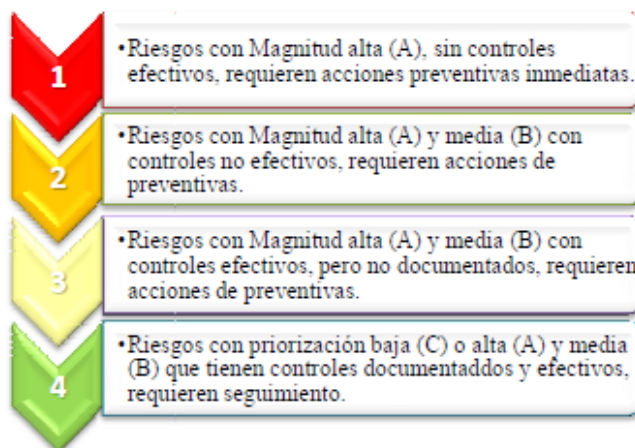 1
•Riesgos con Magnitud alta (A), sin controles
efectivos, requieren acciones preventivas inmediatas.
2
•Riesgos con Magnitud alta (A) y media (B) con
controles no efectivos, requieren acciones de
preventivas.
3
•Riesgos con Magnitud alta (A) y media (B) con
controles efectivos, pero no documentados, requieren
acciones de preventivas.
4
•Riesgos con priorización baja (C) o alta (A) y media
(B) que tienen controles documentaddos y efectivos,
requieren seguimiento.